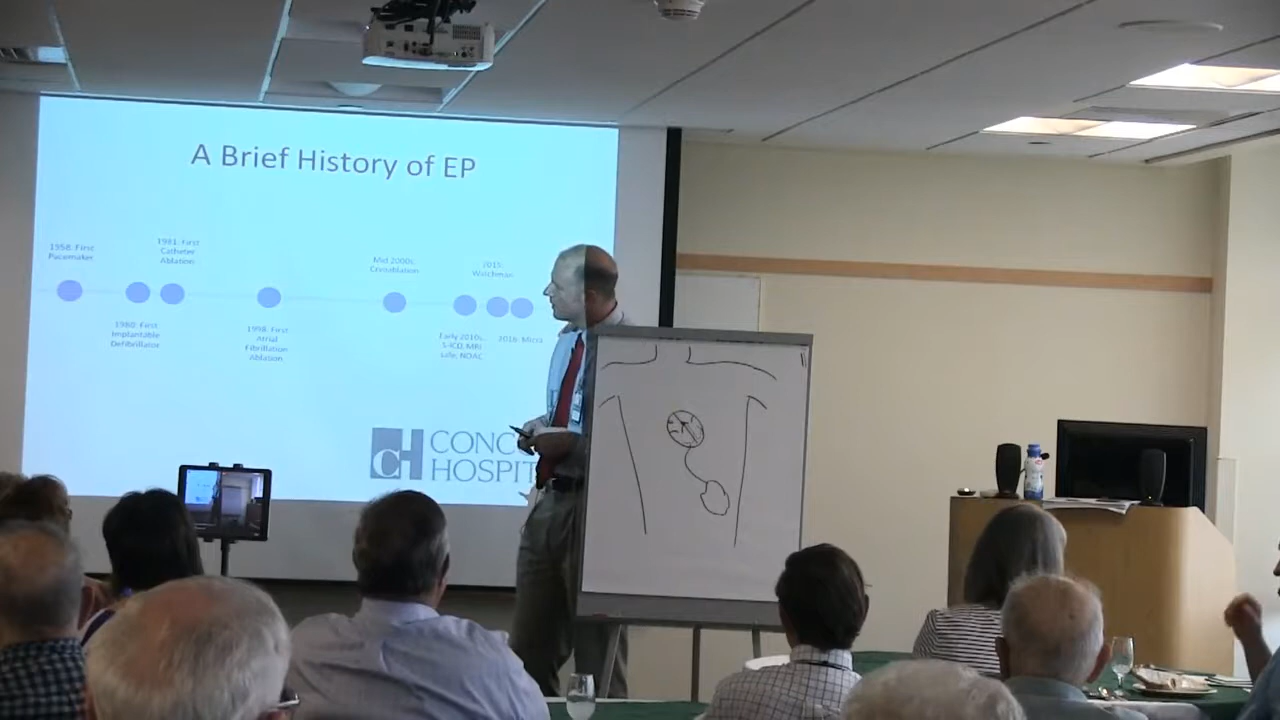 A Brief History of EP
1958: First
Pacemaker
1981: First
Catheter
Ablation
Mid 2000s:
Cryoablation
2015:
Watchman
1980: First
Implantable
Defibrillator
1998: First
Atrial
Fibrillation
Ablation
Early 2010s:
S-ICD, MRI
safe, NOAC
2016: Micra
CONC
HOSPIT